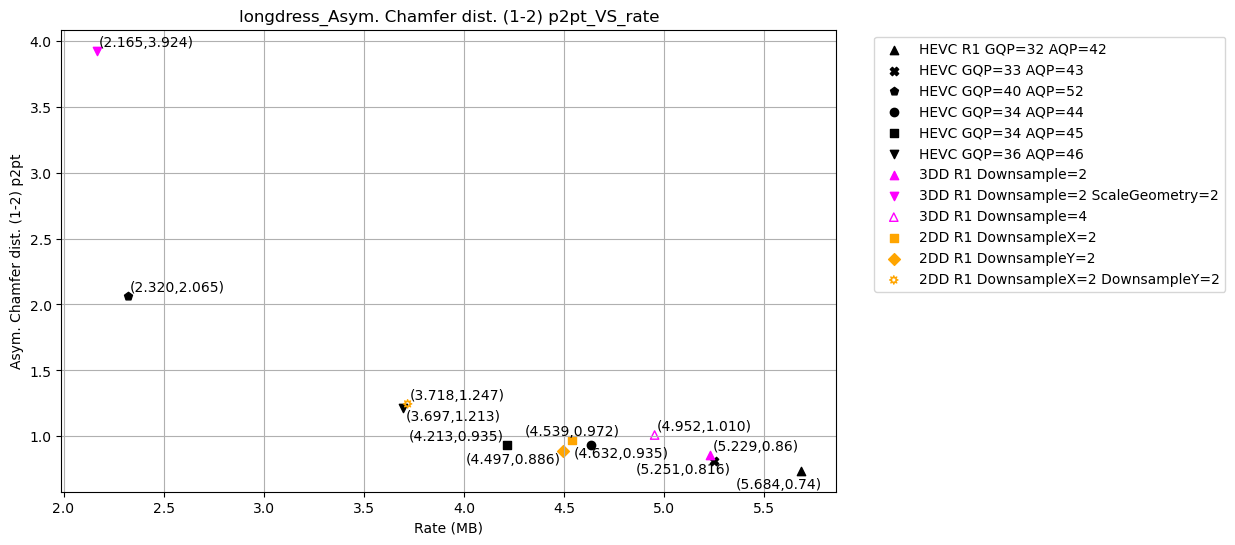 longdress_Asym. Chamfer dist. (1-2) p2pt_VS_rate
Asym. Chamfer dist. (1-2) p2pt
4.0
3.5
3.0
2.5
2.0
1.5
1.0
(2.165,3.924)
(2.320,2.065)
(3.718,1.247)
(3.697,1.213)
(4.213,0.935)
(4.539,0.972)
(4.952,1.010)
(4.497,0.886)
(4.632,0.935)
(5.229,0.86)
(5.251,0.816)
(5.684,0.74)
2.0
2.5
3.0
3.5
4.0
4.5
5.0
5.5
Rate (MB)
HEVC R1 GQP=32 AQP=42
HEVC GQP=33 AQP=43
HEVC GQP=40 AQP=52
HEVC GQP=34 AQP=44
HEVC GQP=34 AQP=45
HEVC GQP=36 AQP=46
3DD R1 Downsample=2
3DD R1 Downsample=2 ScaleGeometry=2
3DD R1 Downsample=4
2DD R1 DownsampleX=2
2DD R1 DownsampleY=2
2DD R1 DownsampleX=2 DownsampleY=2